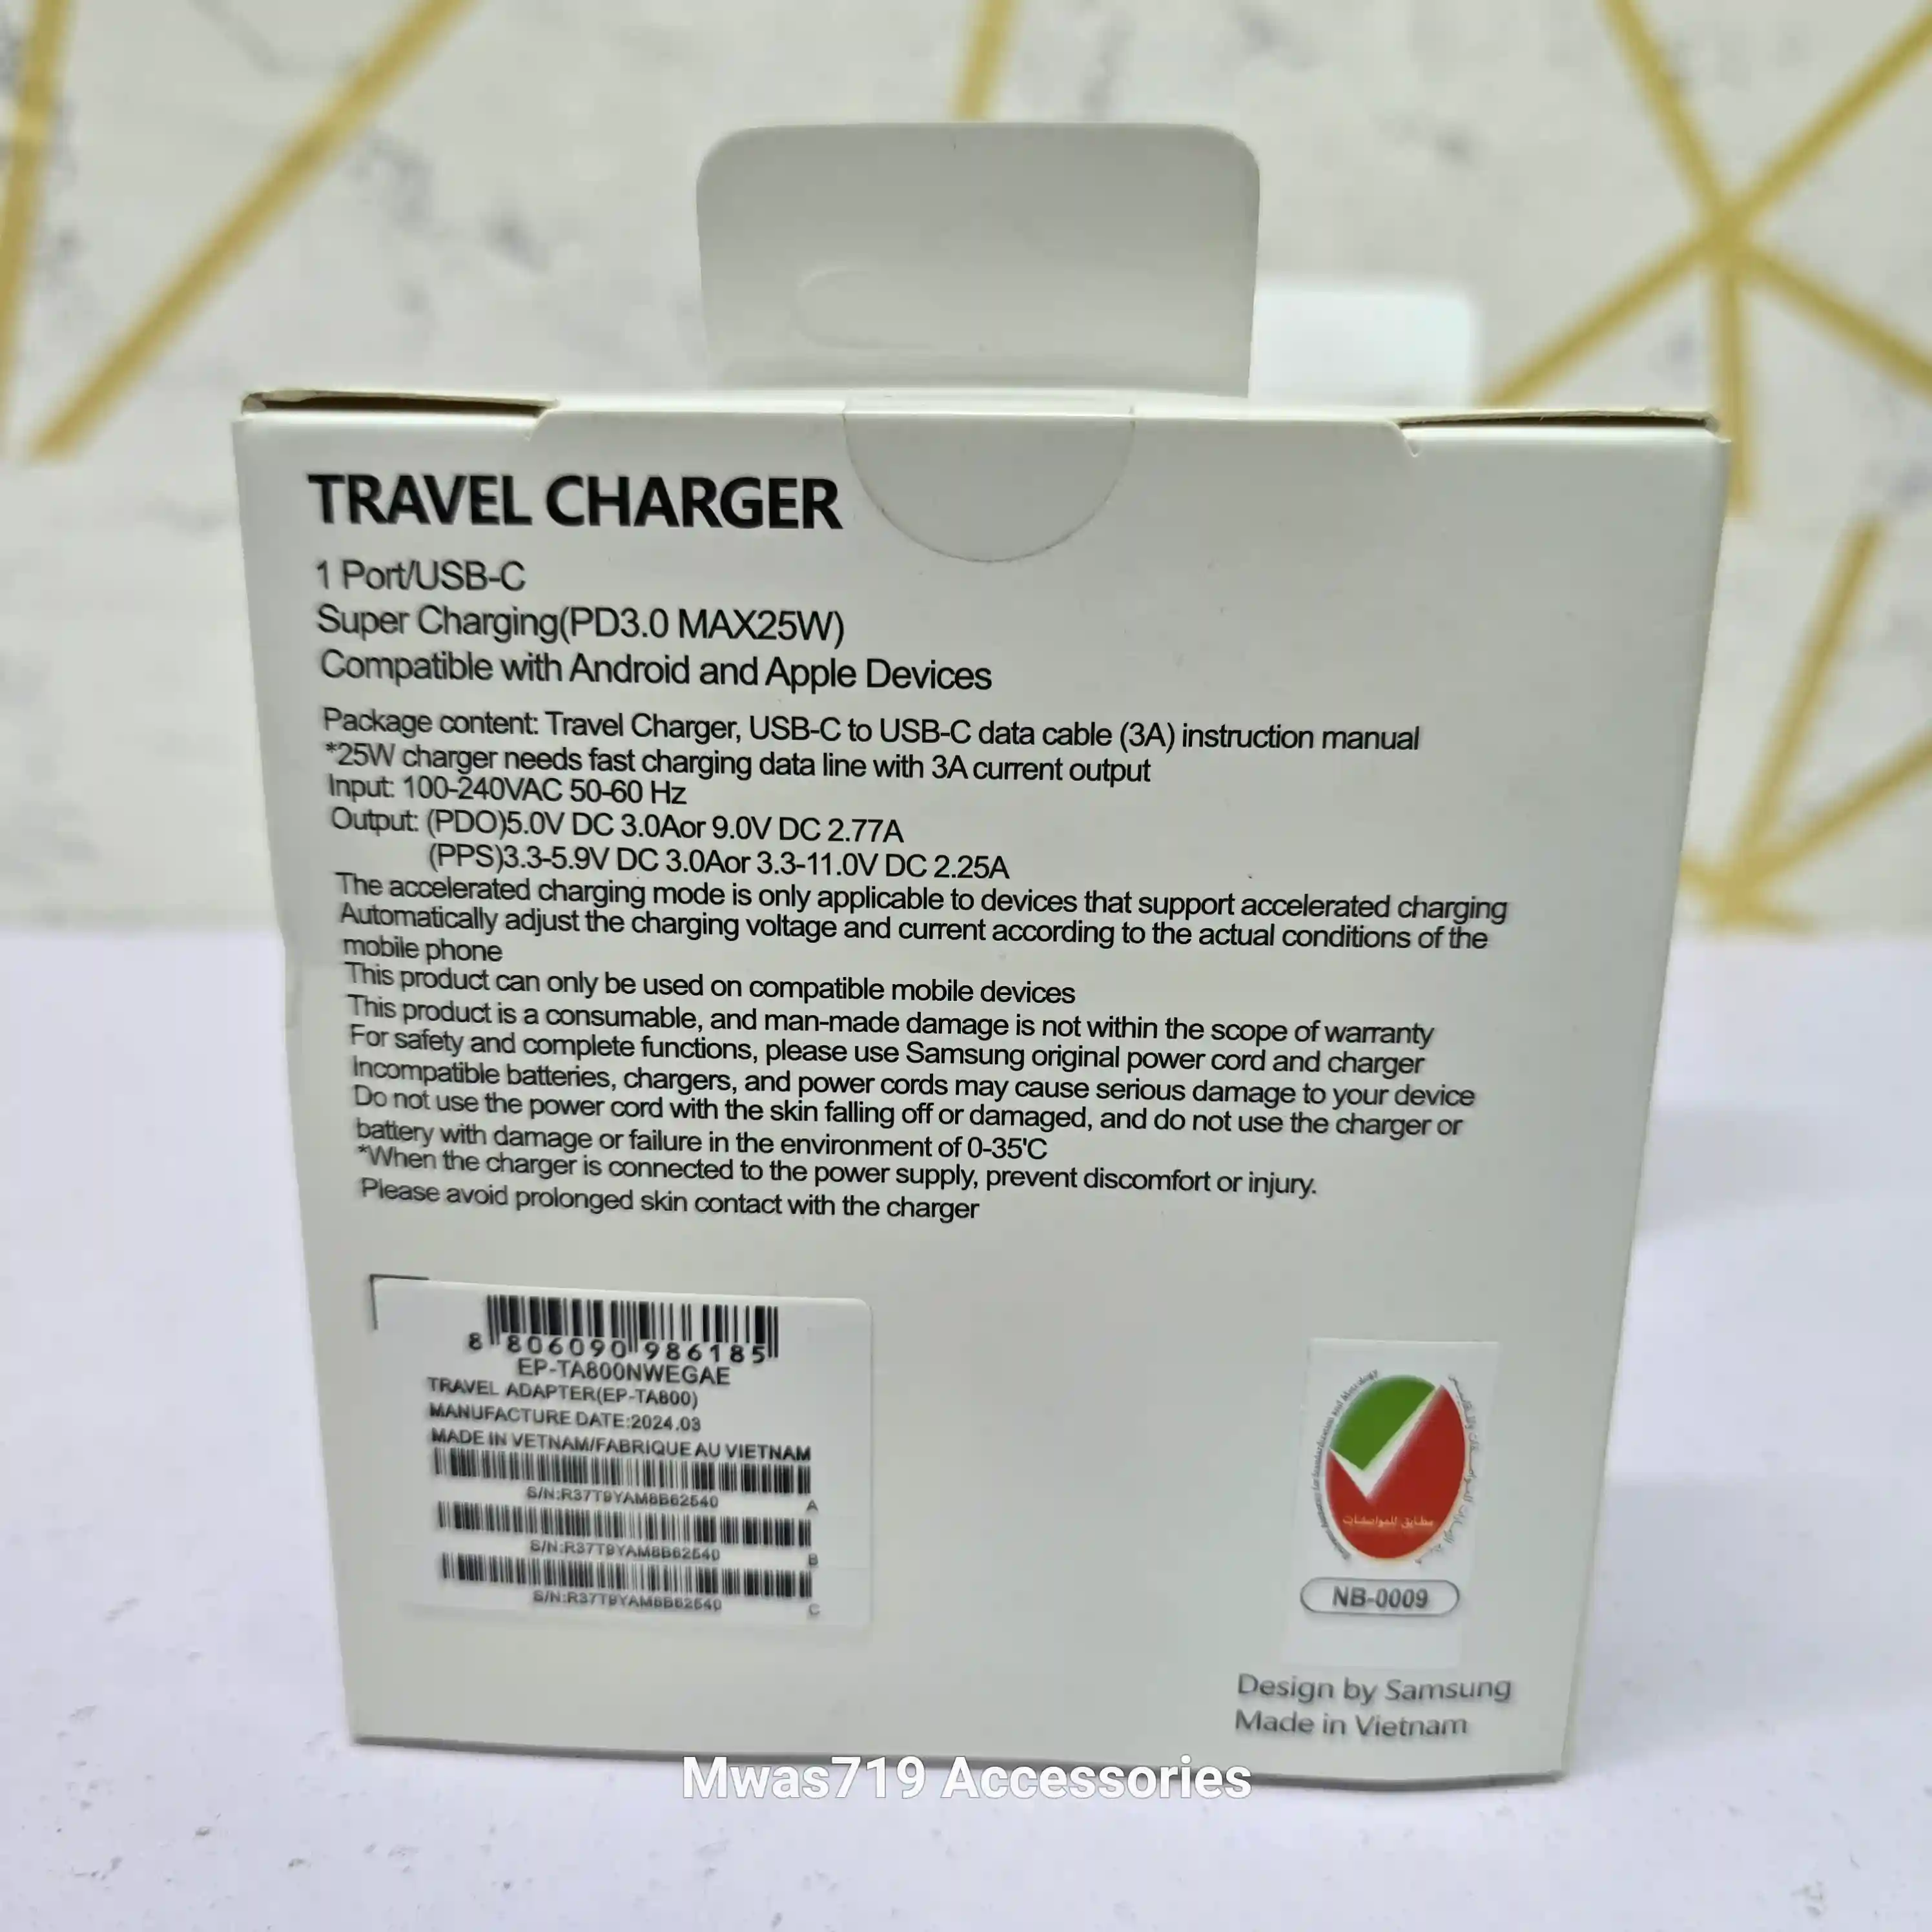 TRAVEL CHARGER
1 Port/USB-C
Super Charging(PD3.0 MAX25W)
Compatible with Android and Apple Devices
Package content: Travel Charger, USB-C to USB-C data cable (3A) instruction manual
*25W charger needs fast charging data line with 3A current output
Input: 100-240VAC 50-60 Hz
Output: (PDO)5.0V DC 3.0Aor 9.0V DC 2.77A
(PPS)3.3-5.9V DC 3.0Aor 3.3-11.0V DC 2.25A
The accelerated charging mode is only applicable to devices that support accelerated charging
Automatically adjust the charging voltage and current according to the actual conditions of the
mobile phone
This product can only be used on compatible mobile devices
This product is a consumable, and man-made damage is not within the scope of warranty
For safety and complete functions, please use Samsung original power cord and charger
Incompatible batteries, chargers, and power cords may cause serious damage to your device
Do not use the power cord with the skin falling off or damaged, and do not use the charger or
battery with damage or failure in the environment of 0-35'C
*When the charger is connected to the power supply, prevent discomfort or injury.
Please avoid prolonged skin contact with the charger
8 806090 986185
EP-TA800NWEGAE
TRAVEL ADAPTER(EP-TA800)
MANUFACTURE DATE:2024.03
MADE IN VETNAM/FABRIQUE AU VIETNAM
S/N:R37T9YAM8B62540
A
S/N:R37T9YAM8B62540
B
S/N:R37T9YAM8B62540
C
مطابق للمواصفات
NB-0009
Design by Samsung
Made in Vietnam
Mwas719 Accessories